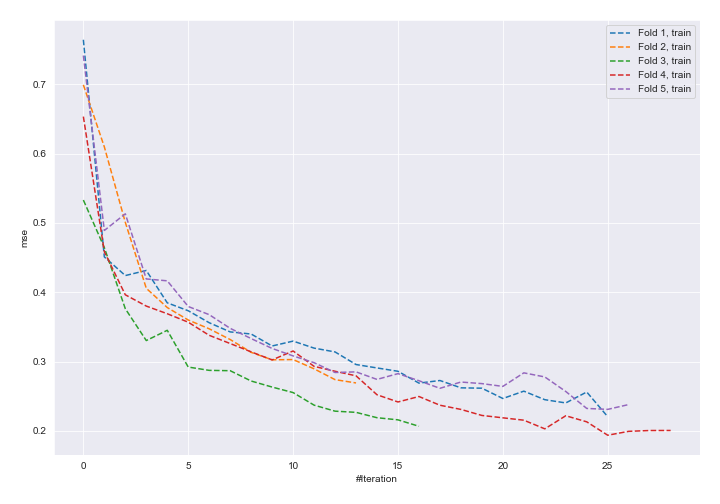 Fold 1, train
Fold 2, train
Fold 3, train
Fold 4, train
Fold 5, train
0.7
0.6
0.5
0.4
0.3
0.2
mse
0 5 10 15 20 25
#Iteration